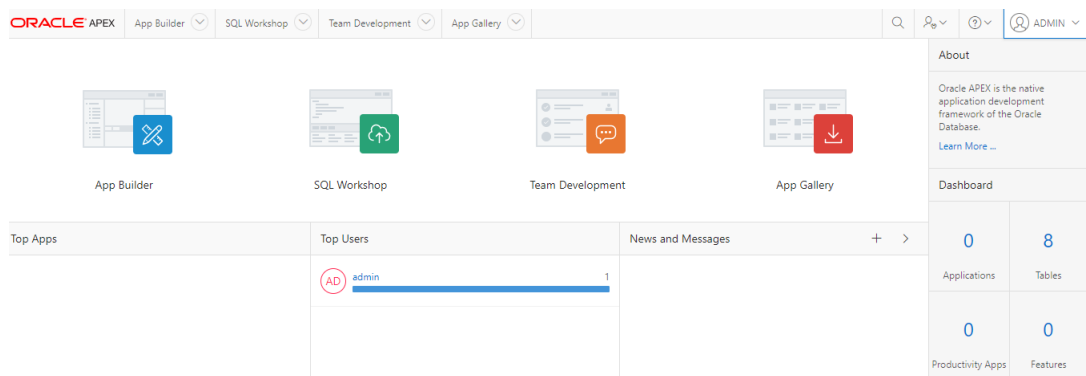 ORACLE APEX App Builder SQL Workshop Team Development App Gallery ADMIN
App Builder
SQL Workshop
Team Development
App Gallery
Top Apps
Top Users
AD admin 1
News and Messages
About
Oracle APEX is the native
application development
framework of the Oracle
Database.
Learn More ...
Dashboard
0 8
Applications Tables
0 0
Productivity Apps Features